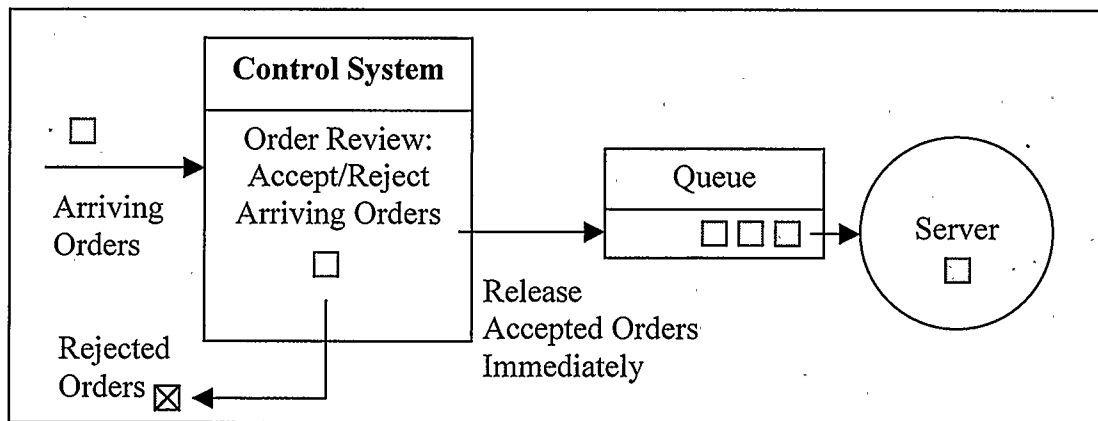 Control System
Order Review:
Accept/Reject
Arriving Orders
Arriving
Orders
Rejected
Orders
Release
Accepted Orders
Immediately
Queue
Server